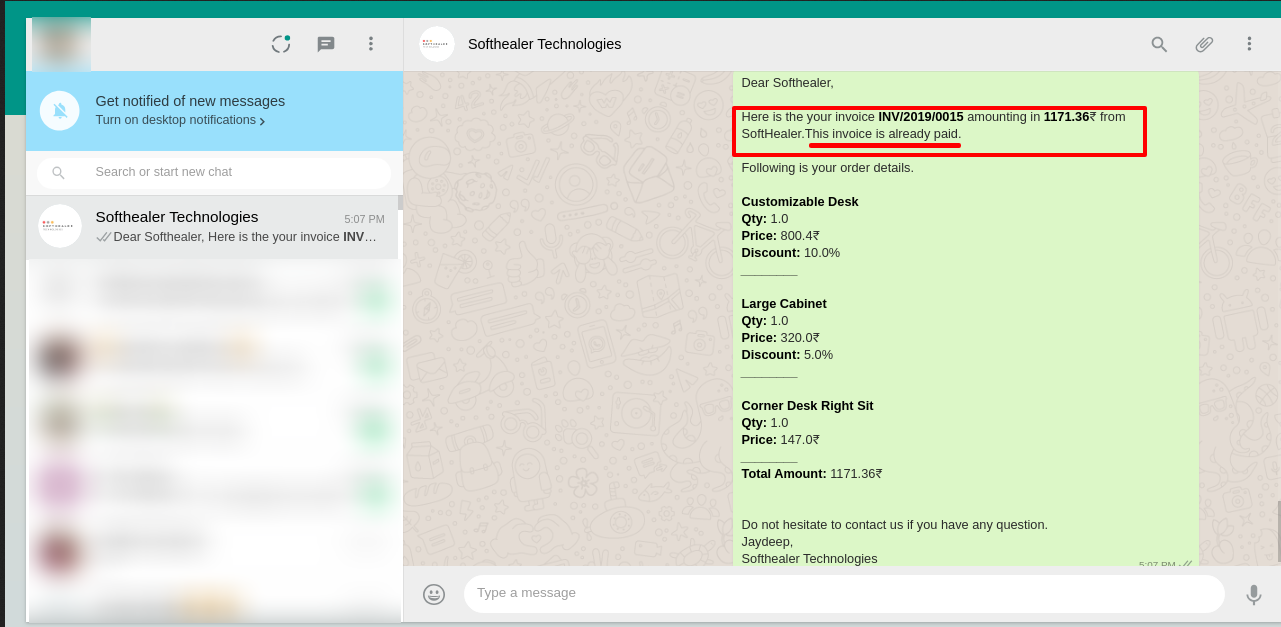 Softhealer Technologies
Get notified of new messages
Turn on desktop notifications
Search or start new chat
Softhealer Technologies
5:07 PM
Dear Softhealer, Here is the your invoice INV…
Dear Softhealer,
Here is the your invoice INV/2019/0015 amounting in 1171.36₹ from
SoftHealer.This invoice is already paid.
Following is your order details.
Customizable Desk
Qty: 1.0
Price: 800.4₹
Discount: 10.0%
________
Large Cabinet
Qty: 1.0
Price: 320.0₹
Discount: 5.0%
________
Corner Desk Right Sit
Qty: 1.0
Price: 147.0₹
________
Total Amount: 1171.36₹
Do not hesitate to contact us if you have any question.
Jaydeep,
Softhealer Technologies
5:07 PM
Type a message